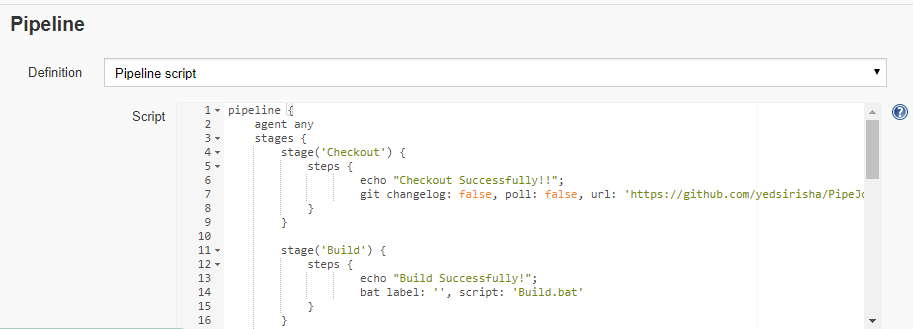 Pipeline
Definition
Pipeline script
Script
1 pipeline {
2 agent any
3 stages {
4 stage('Checkout') {
5 steps {
6 echo "Checkout Successfully!!";
7 git changelog: false, poll: false, url: 'https://github.com/yedsirisha/PipeJo
8 }
9 }
10
11 stage('Build') {
12 steps {
13 echo "Build Successfully!";
14 bat label: '', script: 'Build.bat'
15 }
16 }